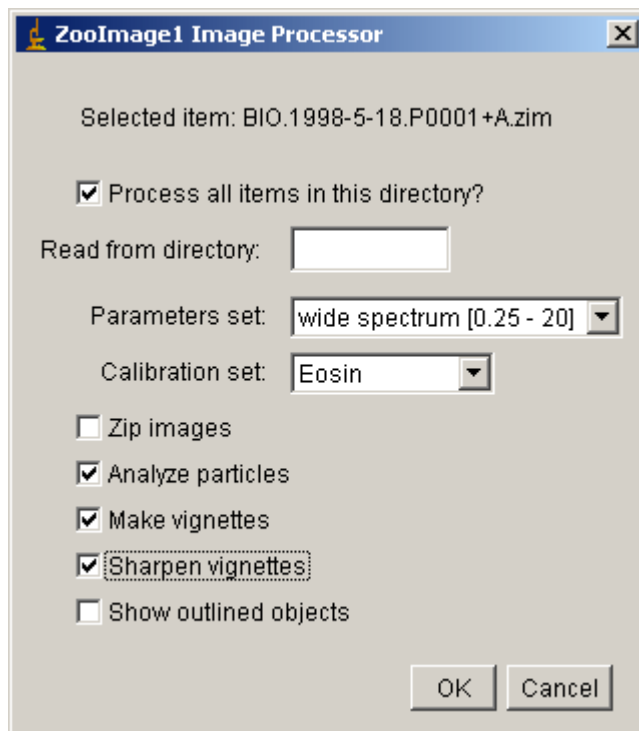 ZooImage1 Image Processor
Selected item: BIO.1998-5-18.P0001+A.zim
Process all items in this directory?
Read from directory:
Parameters set: wide spectrum [0.25 - 20]
Calibration set: Eosin
Zip images
Analyze particles
Make vignettes
Sharpen vignettes
Show outlined objects
OK Cancel